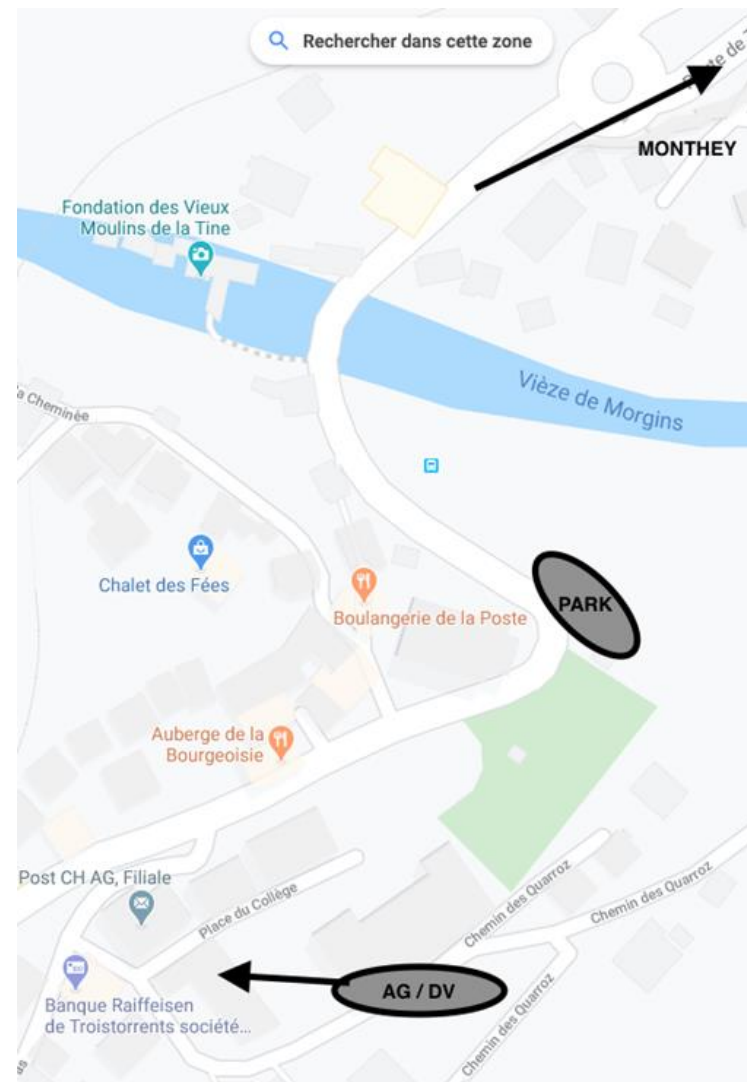 Rechercher dans cette zone
MONTHEY
Fondation des Vieux
Moulins de la Tine
Vièze de Morgins
a Cheminée
Chalet des Fées
Boulangerie de la Poste
PARK
Auberge de la
Bourgeoisie
Post CH AG, Filiale
Place du Collège
Chemin des Quarroz
Chemin des Quarroz
AG / DV
Banque Raiffeisen
de Troistorrents société...
Chemin des Quarroz